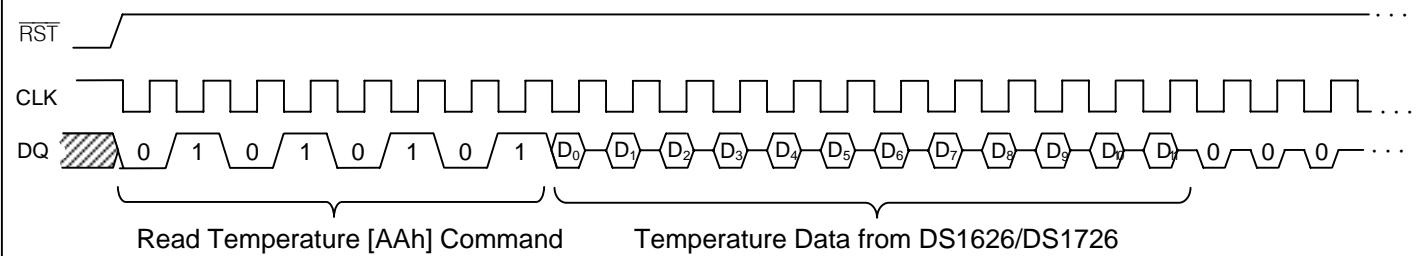 RST
· · ·
CLK
· · ·
DQ 0 1 0 1 0 1 0 1 D0 D1 D2 D3 D4 D5 D6 D7 D8 D9 D10 D11 0 0 0 · · ·
Read Temperature [AAh] Command Temperature Data from DS1626/DS1726